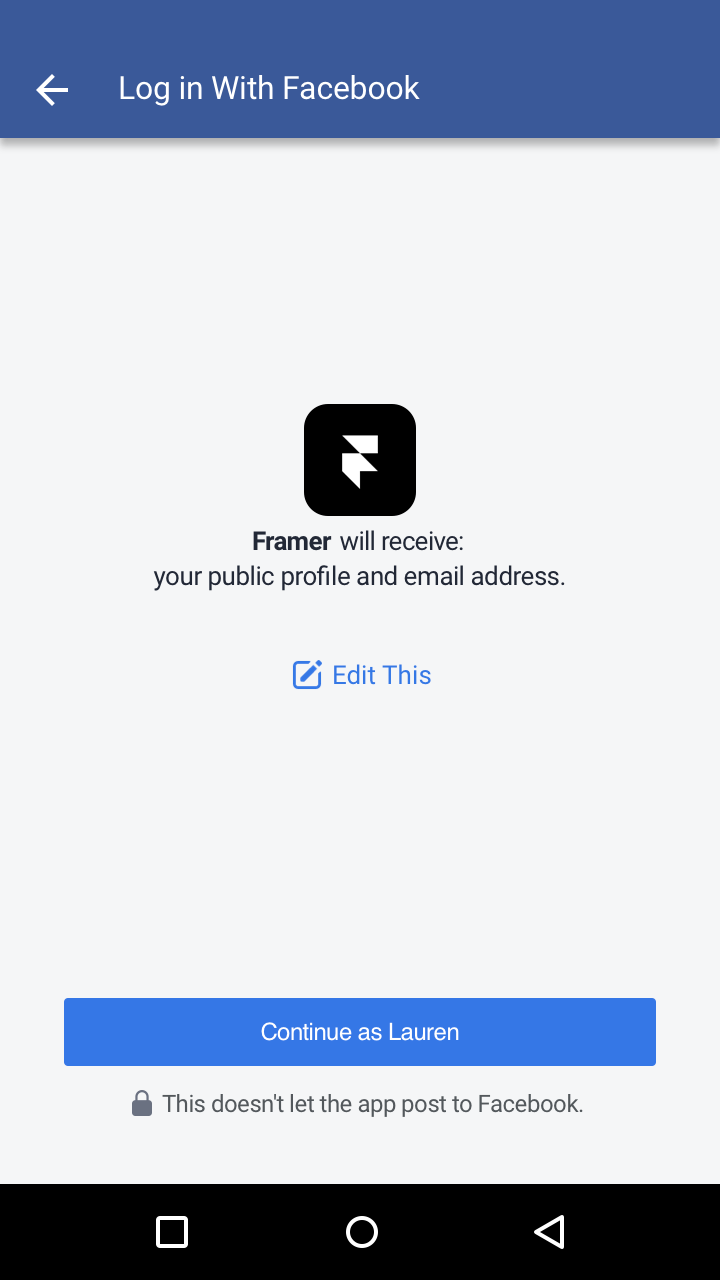 Log in With Facebook
Framer will receive:
your public profile and email address.
Edit This
Continue as Lauren
This doesn't let the app post to Facebook.